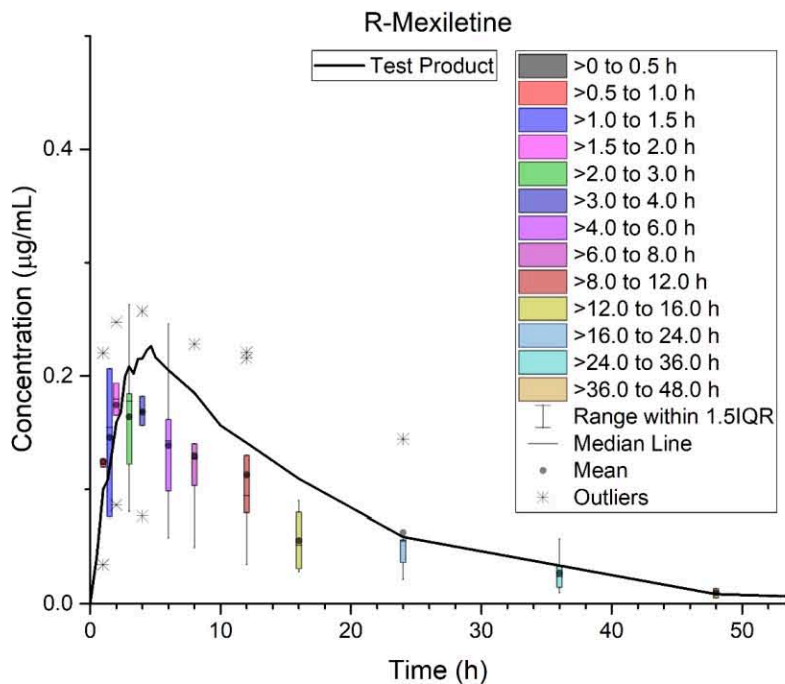 R-Mexiletine
Test Product
>0 to 0.5 h
>0.5 to 1.0 h
>1.0 to 1.5 h
>1.5 to 2.0 h
>2.0 to 3.0 h
>3.0 to 4.0 h
>4.0 to 6.0 h
>6.0 to 8.0 h
>8.0 to 12.0 h
>12.0 to 16.0 h
>16.0 to 24.0 h
>24.0 to 36.0 h
>36.0 to 48.0 h
Range within 1.5IQR
Median Line
Mean
Outliers
Concentration (μg/mL)
0.4
0.2
0.0
0 10 20 30 40 50
Time (h)